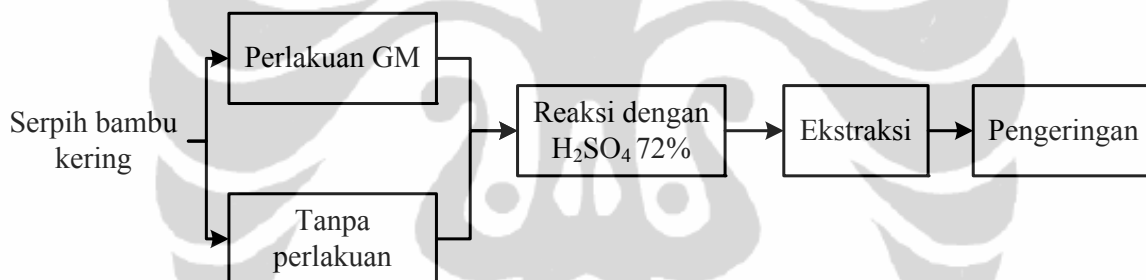 Perlakuan GM
Serpih bambu
kering
Tanpa
perlakuan
Reaksi dengan
H₂SO₄ 72%
Ekstraksi
Pengeringan